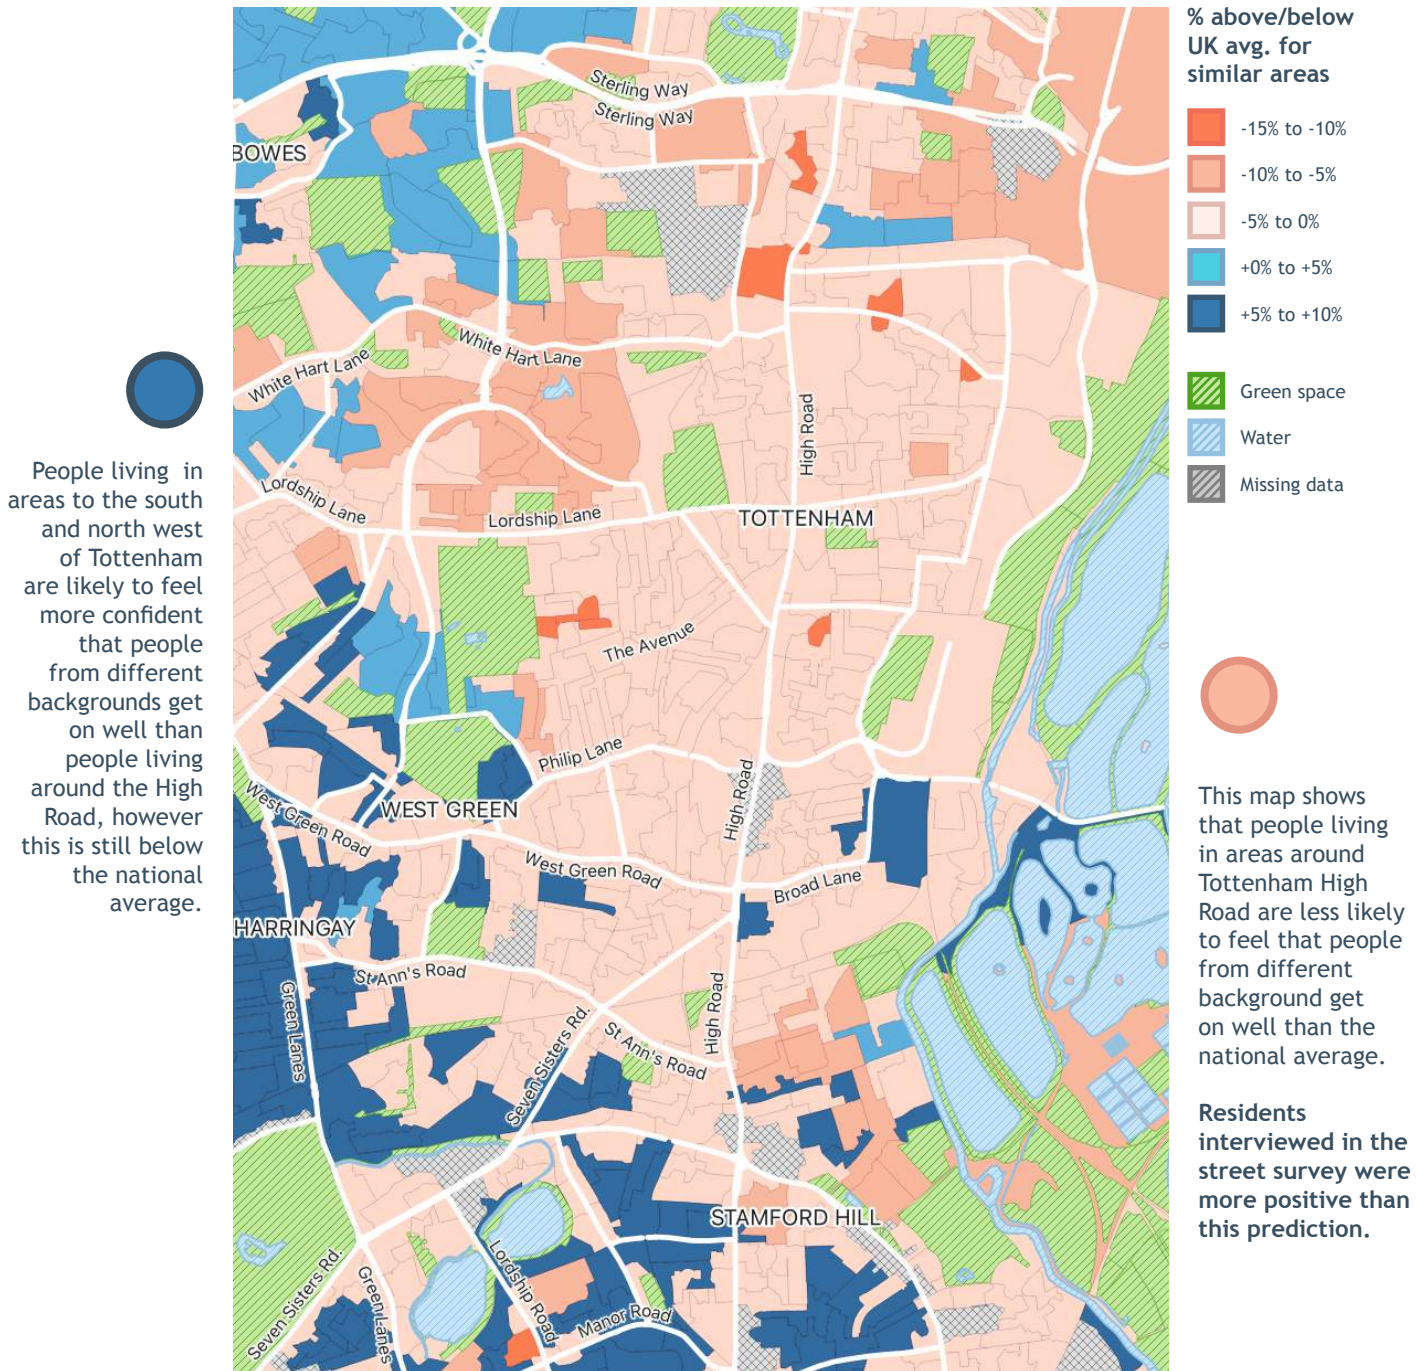 % above/below
UK avg. for
similar areas
-15% to -10%
-10% to -5%
-5% to 0%
+0% to +5%
+5% to +10%
Green space
Water
Missing data
People living  in
areas to the south
and north west
of Tottenham
are likely to feel
more confident
that people
from different
backgrounds get
on well than
people living
around the High
Road, however
this is still below
the national
average.
Sterling Way
Sterling Way
BOWES
White Hart Lane
White Hart Lane
High Road
Lordship Lane
Lordship Lane
TOTTENHAM
The Avenue
Philip Lane
High Road
West Green Road
WEST GREEN
West Green Road
Broad Lane
HARRINGAY
St Ann's Road
Green Lanes
Seven Sisters Rd.
St Ann's Road
High Road
STAMFORD HILL
Seven Sisters Rd.
Green Lanes
Lordship Road
Manor Road
This map shows
that people living
in areas around
Tottenham High
Road are less likely
to feel that people
from different
background get
on well than the
national average.
Residents
interviewed in the
street survey were
more positive than
this prediction.